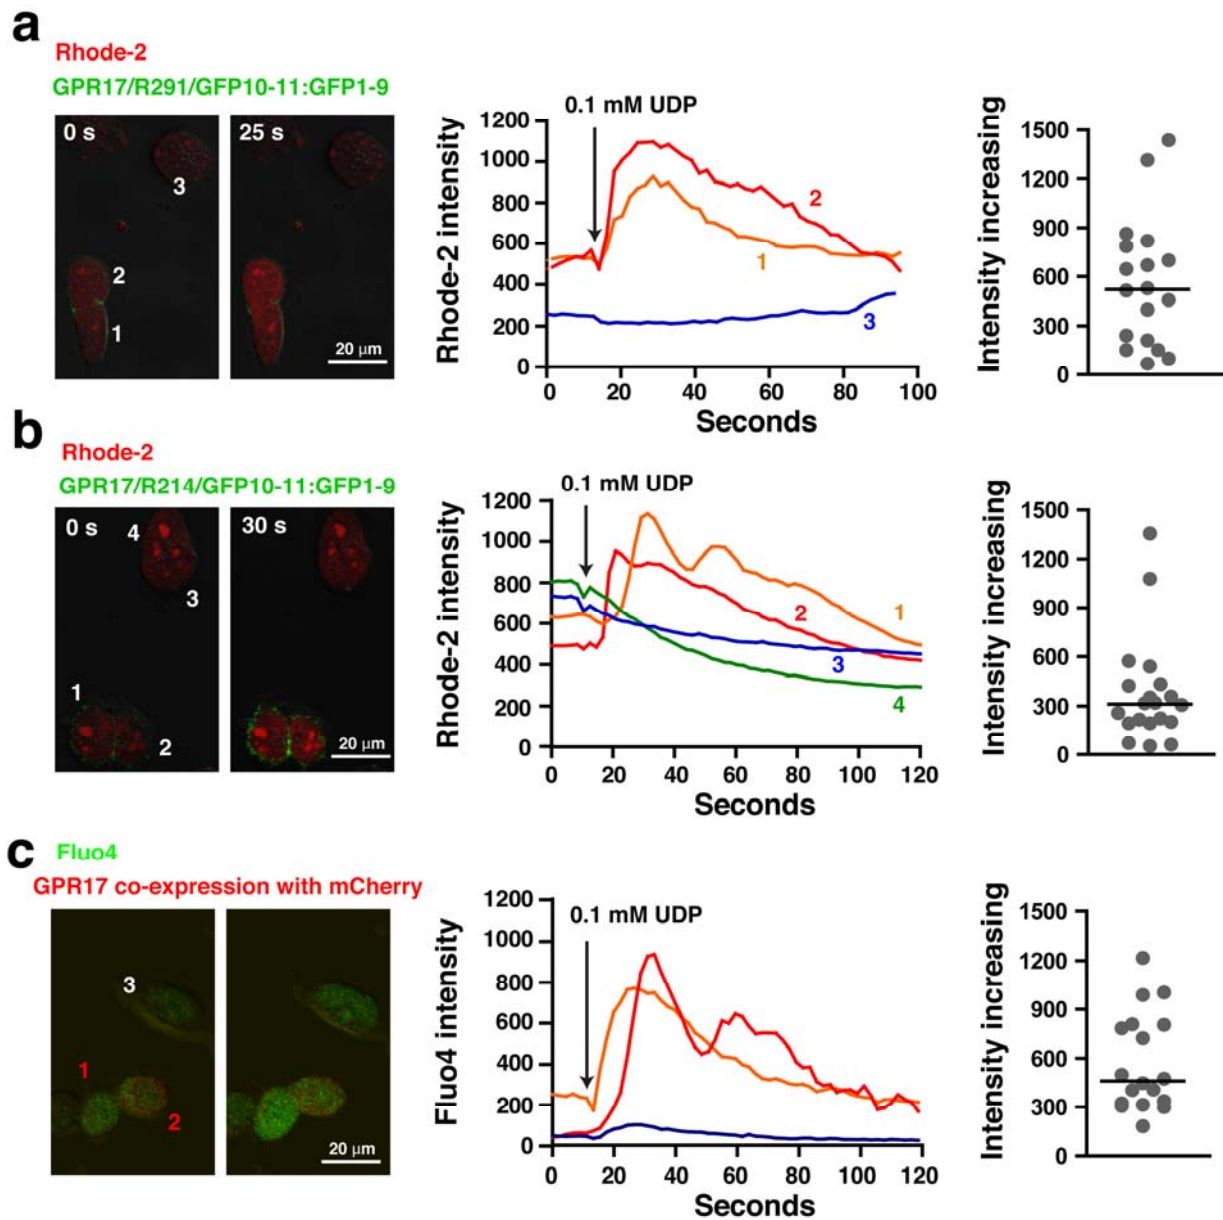 a
Rhode-2
GPR17/R291/GFP10-11:GFP1-9
0 s
3
2
1
25 s
20 μm
0.1 mM UDP
Rhode-2 intensity
1200
1000
800
600
400
200
0
2
1
3
0 20 40 60 80 100
Seconds
Intensity increasing
1500
1200
900
600
300
0
b
Rhode-2
GPR17/R214/GFP10-11:GFP1-9
0 s
4
3
1
2
30 s
20 μm
0.1 mM UDP
Rhode-2 intensity
1200
1000
800
600
400
200
0
1
2
3
4
0 20 40 60 80 100 120
Seconds
Intensity increasing
1500
1200
900
600
300
0
c
Fluo4
GPR17 co-expression with mCherry
3
1
2
20 μm
0.1 mM UDP
Fluo4 intensity
1200
1000
800
600
400
200
0
0 20 40 60 80 100 120
Seconds
Intensity increasing
1500
1200
900
600
300
0